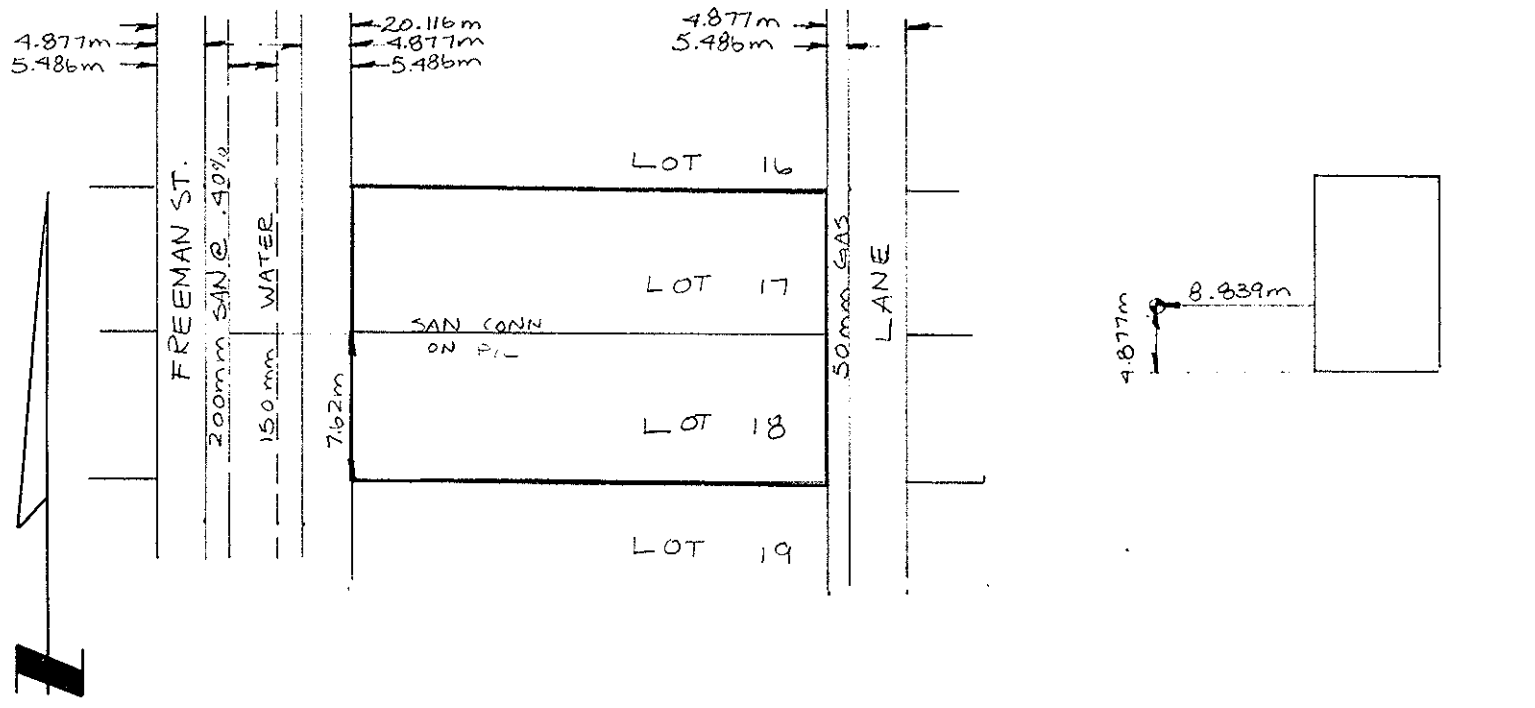 20.116m
4.877m
4.877m
4.877m
5.486m
5.486m
5.486m
LOT 16
FREEMAN ST.
200mm SAN @ .40%
150mm WATER
LOT 17
50mm GAS
LANE
8.839m
4.877m
SAN CONN
ON P/L
7.62m
LOT 18
LOT 19